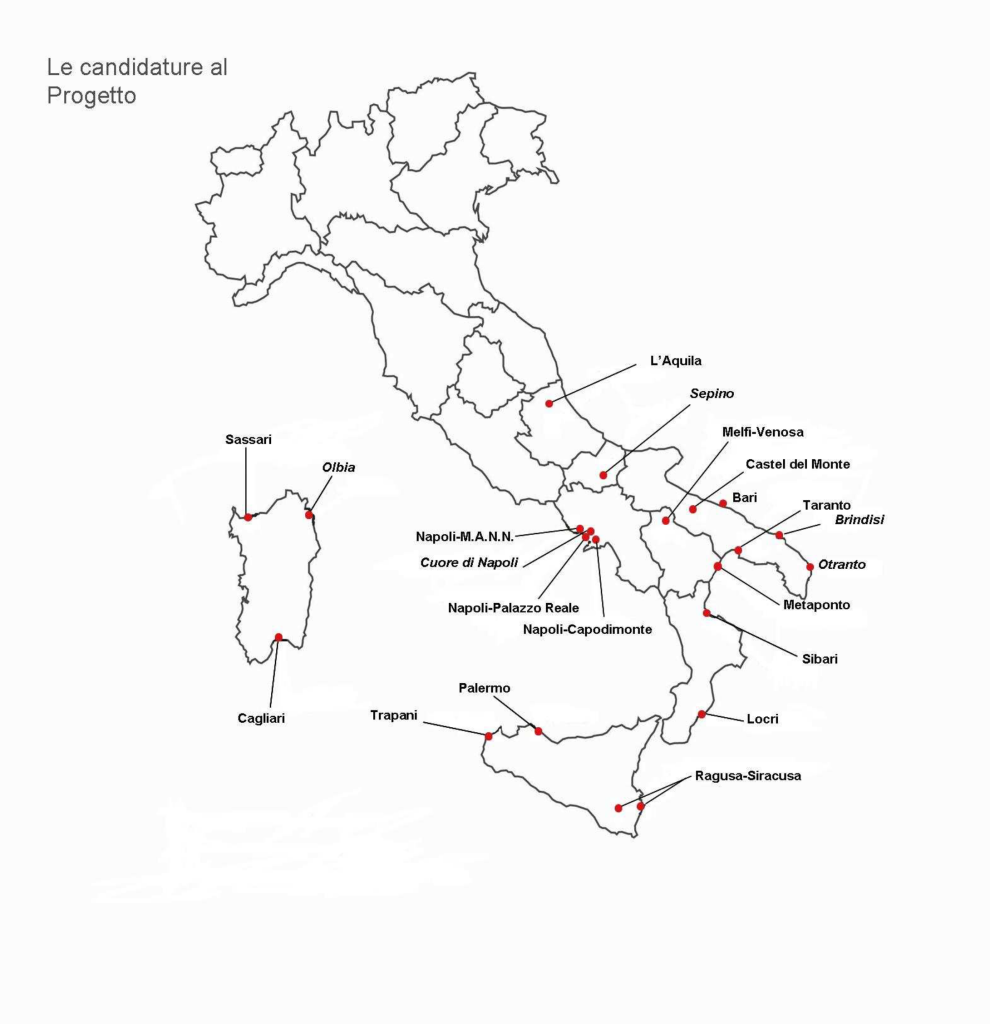 Le candidature al
Progetto
L'Aquila
Sepino
Melfi-Venosa
Sassari
Castel del Monte
Olbia
Bari
Taranto
Brindisi
Napoli-M.A.N.N.
Cuore di Napoli
Otranto
Metaponto
Napoli-Palazzo Reale
Napoli-Capodimonte
Sibari
Palermo
Trapani
Cagliari
Locri
Ragusa-Siracusa